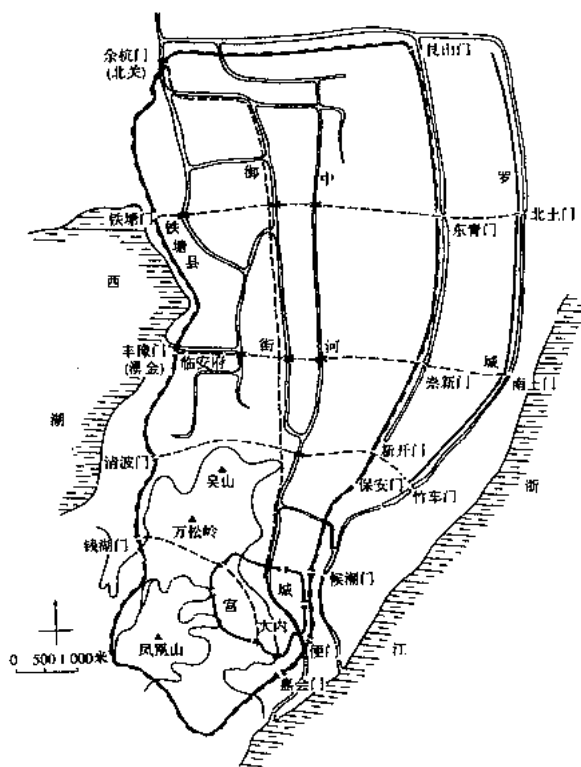 余杭门
(北关)
艮山门
御
中
罗
钱塘门
钱
塘
县
东青门
北土门
西
丰豫门
(涌金)
临安府
街
河
崇新门
城
南土门
湖
清波门
新开门
吴山
保安门
竹车门
浙
万松岭
钱湖门
城
候潮门
宫
大内
凤凰山
便门
江
嘉会门
0 500 1000米